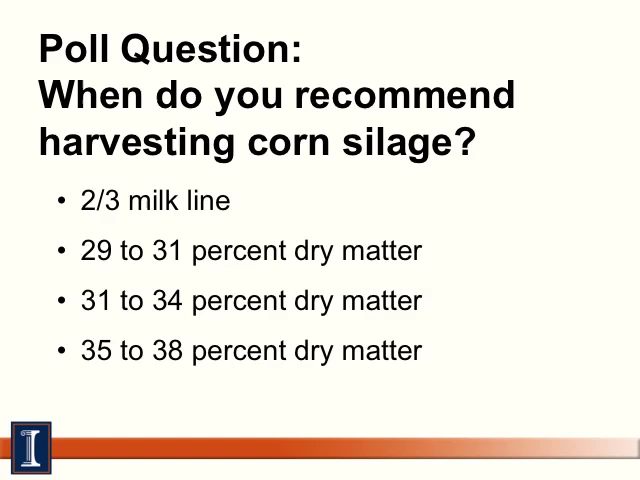 Poll Question:
When do you recommend
harvesting corn silage?
• 2/3 milk line
• 29 to 31 percent dry matter
• 31 to 34 percent dry matter
• 35 to 38 percent dry matter
I